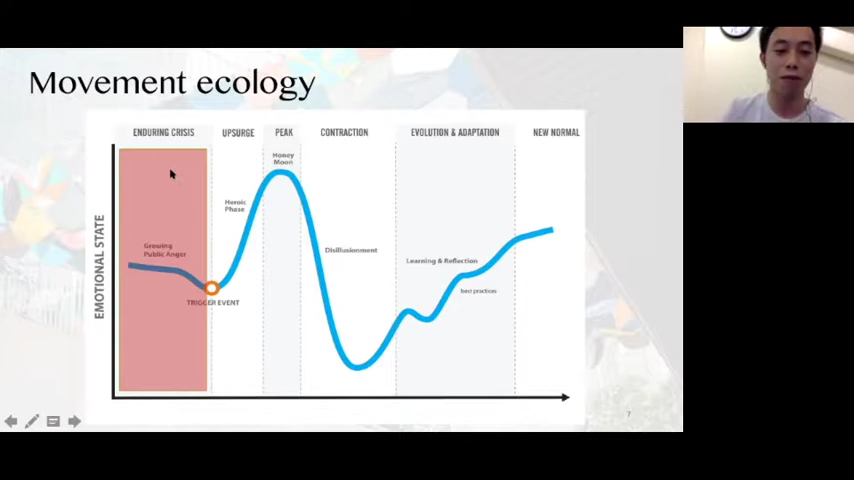 Movement ecology
ENDURING CRISIS
UPSURGE
PEAK
CONTRACTION
EVOLUTION & ADAPTATION
NEW NORMAL
Honey
Moon
Heroic
Phase
Growing
Public Anger
Disillusionment
Learning & Reflection
best practices
TRIGGER EVENT
EMOTIONAL STATE
7